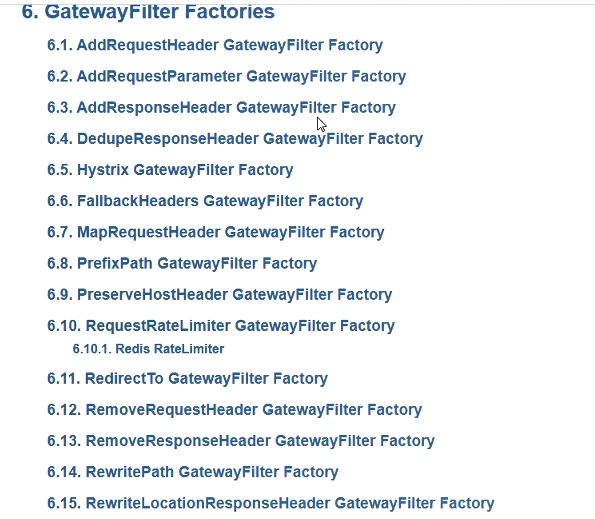 6. GatewayFilter Factories
6.1. AddRequestHeader GatewayFilter Factory
6.2. AddRequestParameter GatewayFilter Factory
6.3. AddResponseHeader GatewayFilter Factory
6.4. DedupeResponseHeader GatewayFilter Factory
6.5. Hystrix GatewayFilter Factory
6.6. FallbackHeaders GatewayFilter Factory
6.7. MapRequestHeader GatewayFilter Factory
6.8. PrefixPath GatewayFilter Factory
6.9. PreserveHostHeader GatewayFilter Factory
6.10. RequestRateLimiter GatewayFilter Factory
6.10.1. Redis RateLimiter
6.11. RedirectTo GatewayFilter Factory
6.12. RemoveRequestHeader GatewayFilter Factory
6.13. RemoveResponseHeader GatewayFilter Factory
6.14. RewritePath GatewayFilter Factory
6.15. RewriteLocationResponseHeader GatewayFilter Factory